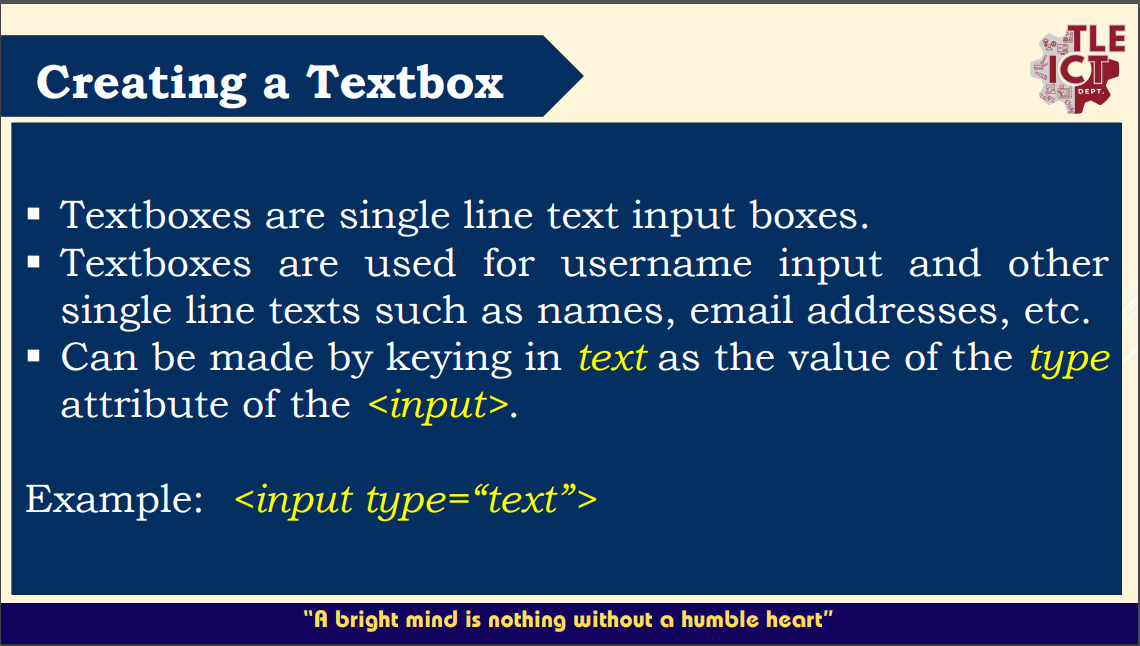 Creating a Textbox
TLE
ICT
DEPT.
▪ Textboxes are single line text input boxes.
▪ Textboxes are used for username input and other
single line texts such as names, email addresses, etc.
▪ Can be made by keying in text as the value of the type
attribute of the <input>.
Example: <input type=“text”>
“A bright mind is nothing without a humble heart”